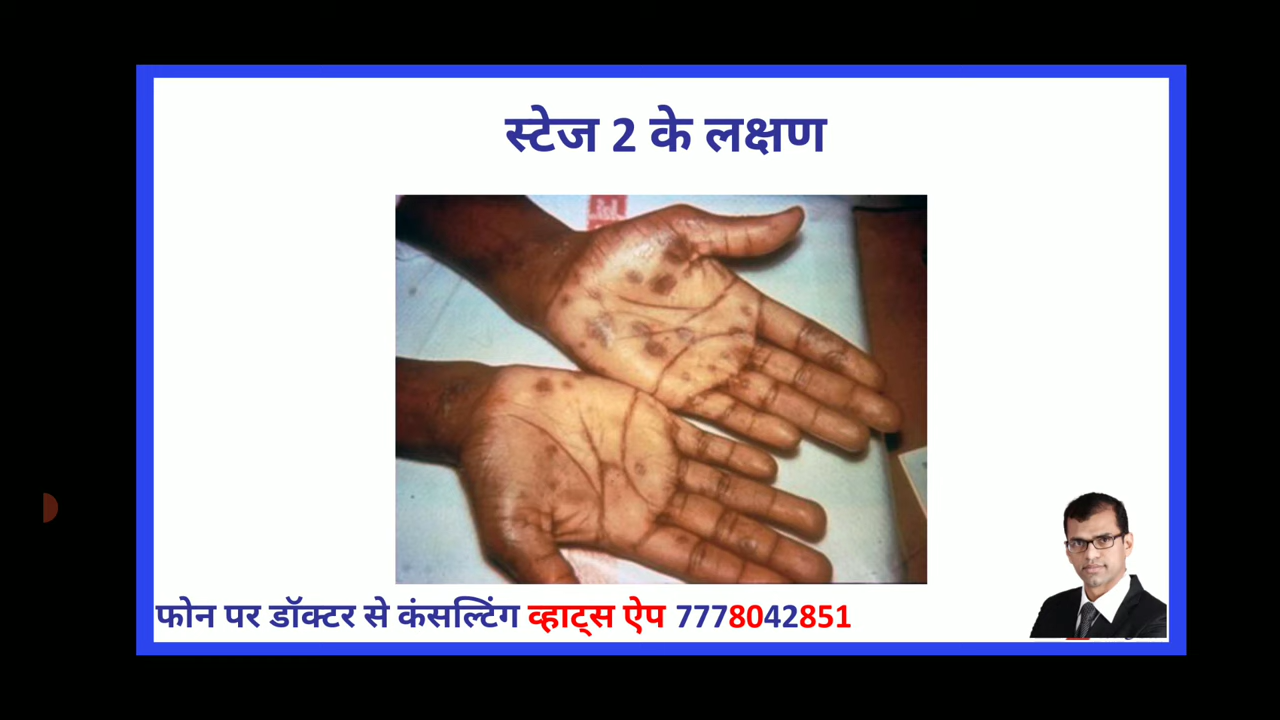 स्टेज 2 के लक्षण
फोन पर डॉक्टर से कंसल्टिंग व्हाट्स ऐप 7778042851